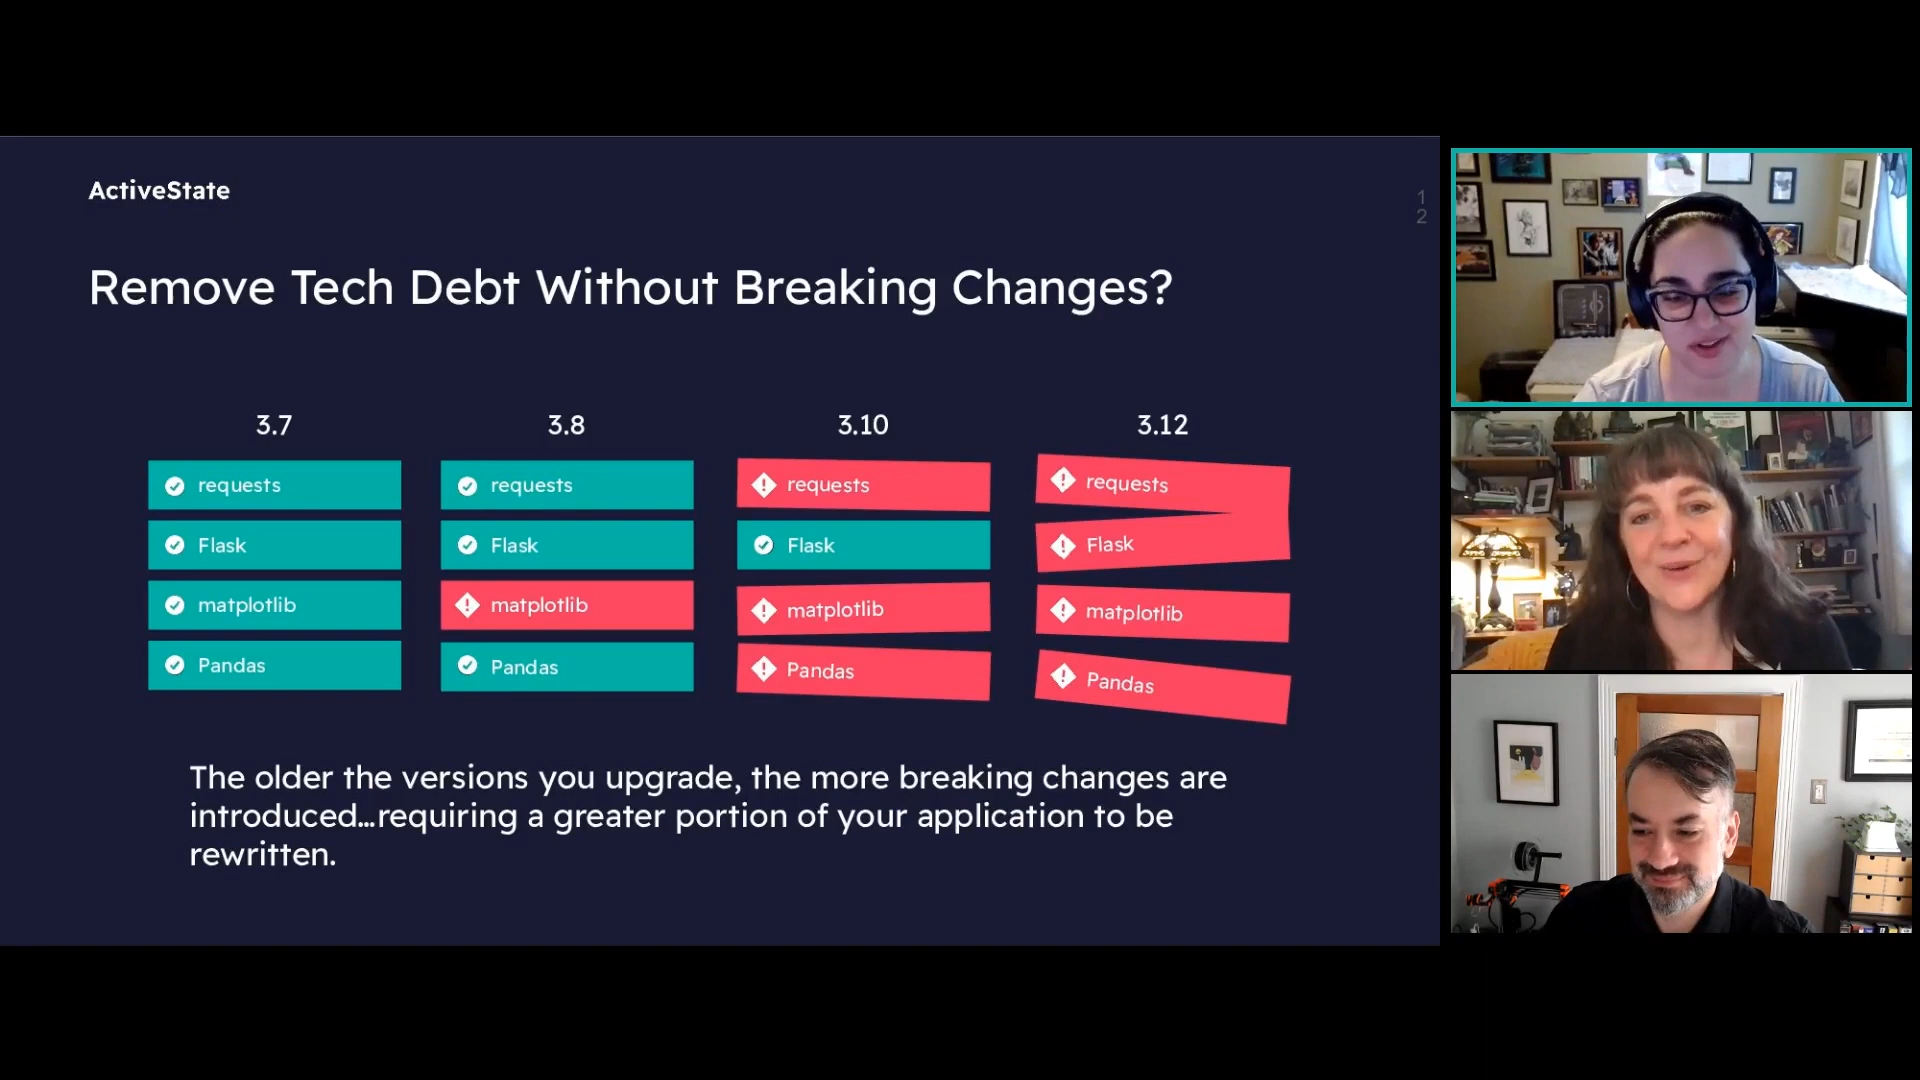 ActiveState
1
2
Remove Tech Debt Without Breaking Changes?
3.7
3.8
3.10
3.12
requests
requests
requests
requests
Flask
Flask
Flask
Flask
matplotlib
matplotlib
matplotlib
matplotlib
Pandas
Pandas
Pandas
Pandas
The older the versions you upgrade, the more breaking changes are
introduced...requiring a greater portion of your application to be
rewritten.